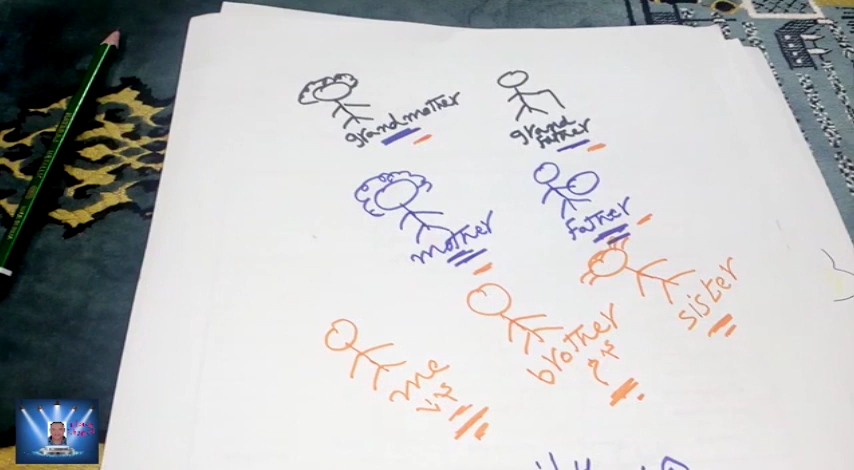 grandmother
grand
father
mother
father
sister
brother
me